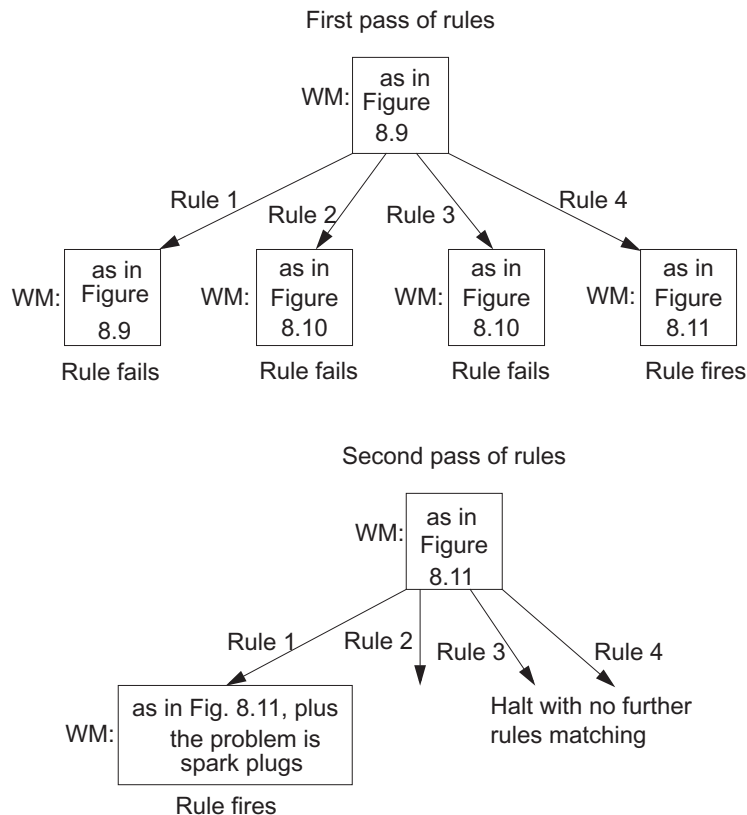 First pass of rules
WM:
as in
Figure
8.9
Rule 1
Rule 2
Rule 3
Rule 4
WM:
as in
Figure
8.9
Rule fails
WM:
as in
Figure
8.10
Rule fails
WM:
as in
Figure
8.10
Rule fails
WM:
as in
Figure
8.11
Rule fires
Second pass of rules
WM:
as in
Figure
8.11
Rule 1
Rule 2
Rule 3
Rule 4
WM:
as in Fig. 8.11, plus
the problem is
spark plugs
Rule fires
Halt with no further
rules matching